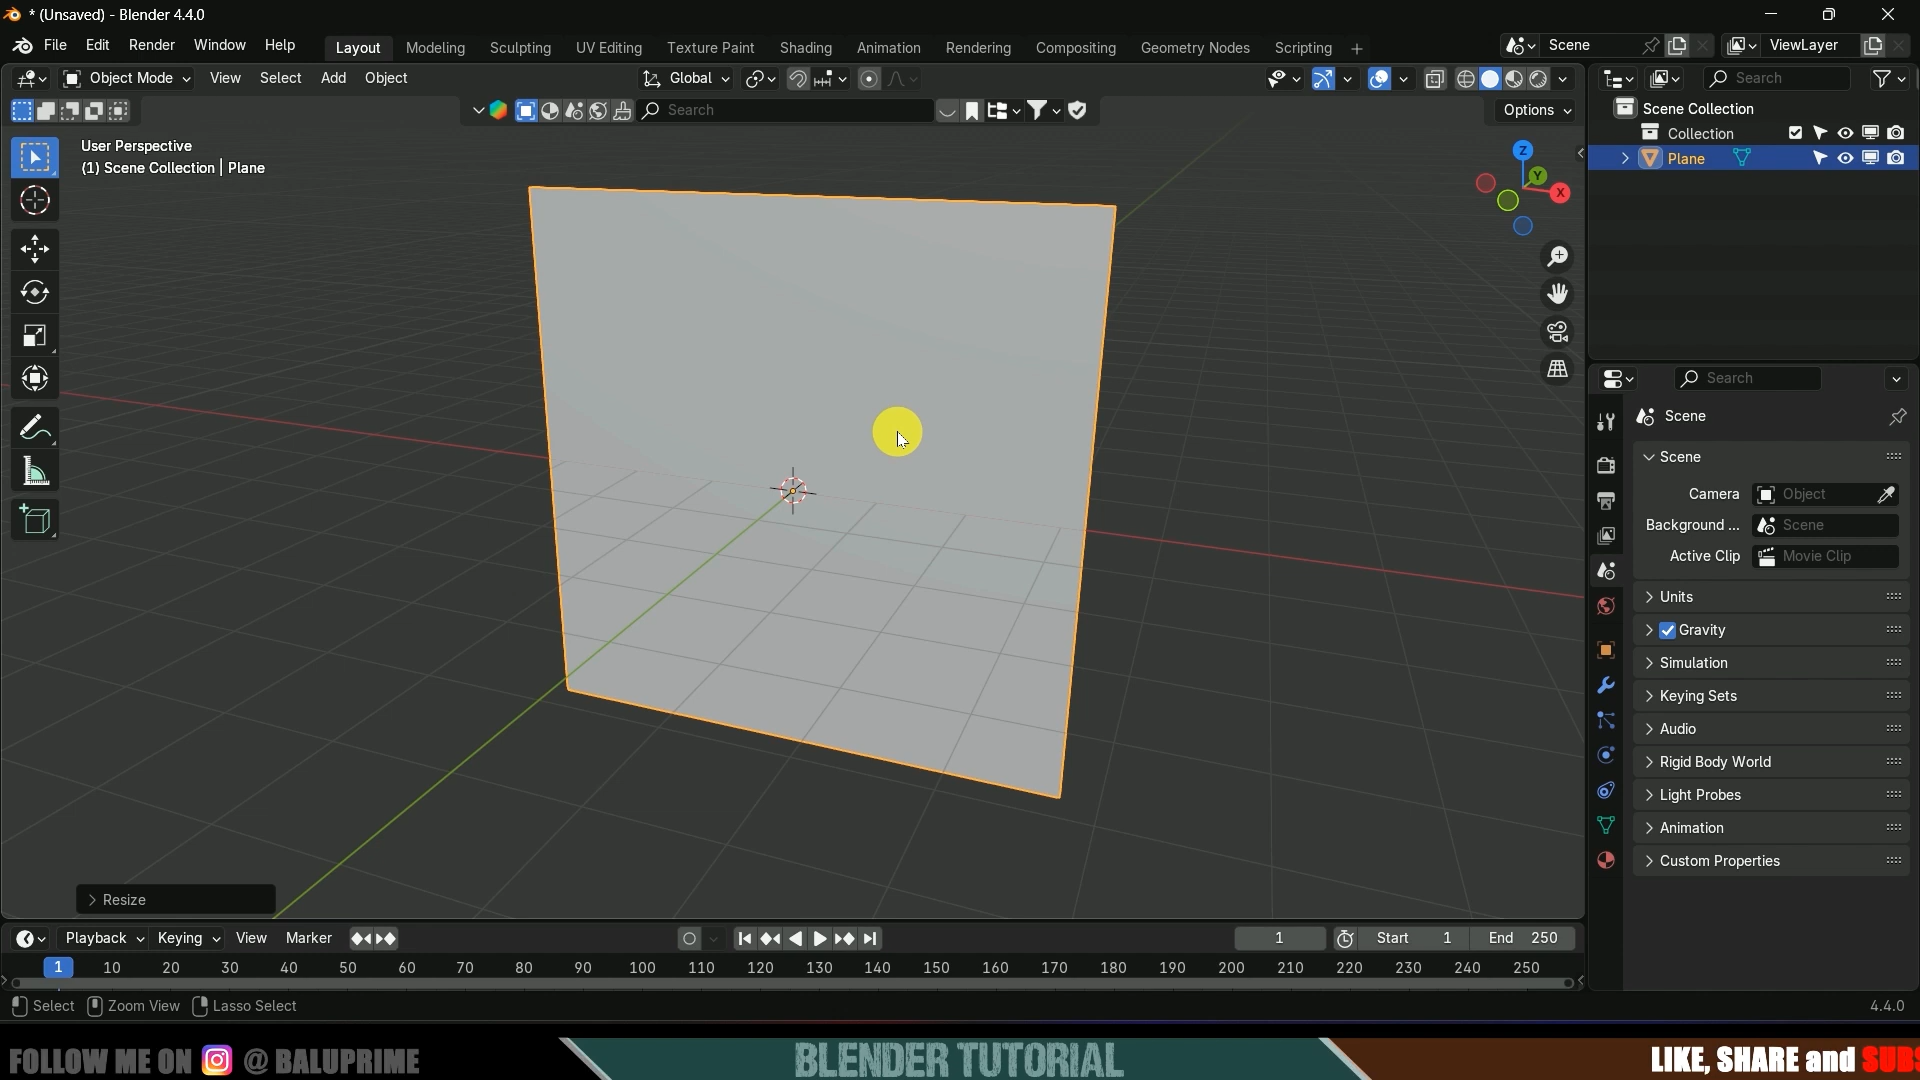 * (Unsaved) - Blender 4.4.0
File Edit Render Window Help Layout Modeling Sculpting UV Editing Texture Paint Shading Animation Rendering Compositing Geometry Nodes Scripting + Scene ViewLayer
Object Mode View Select Add Object Global Search
Search Options
User Perspective
(1) Scene Collection | Plane
Z
Y
X
Scene Collection
Collection
Plane
Search
Scene
Scene
Camera Object
Background ... Scene
Active Clip Movie Clip
Units
Gravity
Simulation
Keying Sets
Audio
Rigid Body World
Light Probes
Animation
Custom Properties
Resize
Playback Keying View Marker 1 Start 1 End 250
1 10 20 30 40 50 60 70 80 90 100 110 120 130 140 150 160 170 180 190 200 210 220 230 240 250
Select Zoom View Lasso Select 4.4.0
FOLLOW ME ON @ BALUPRIME BLENDER TUTORIAL LIKE, SHARE and SUBS